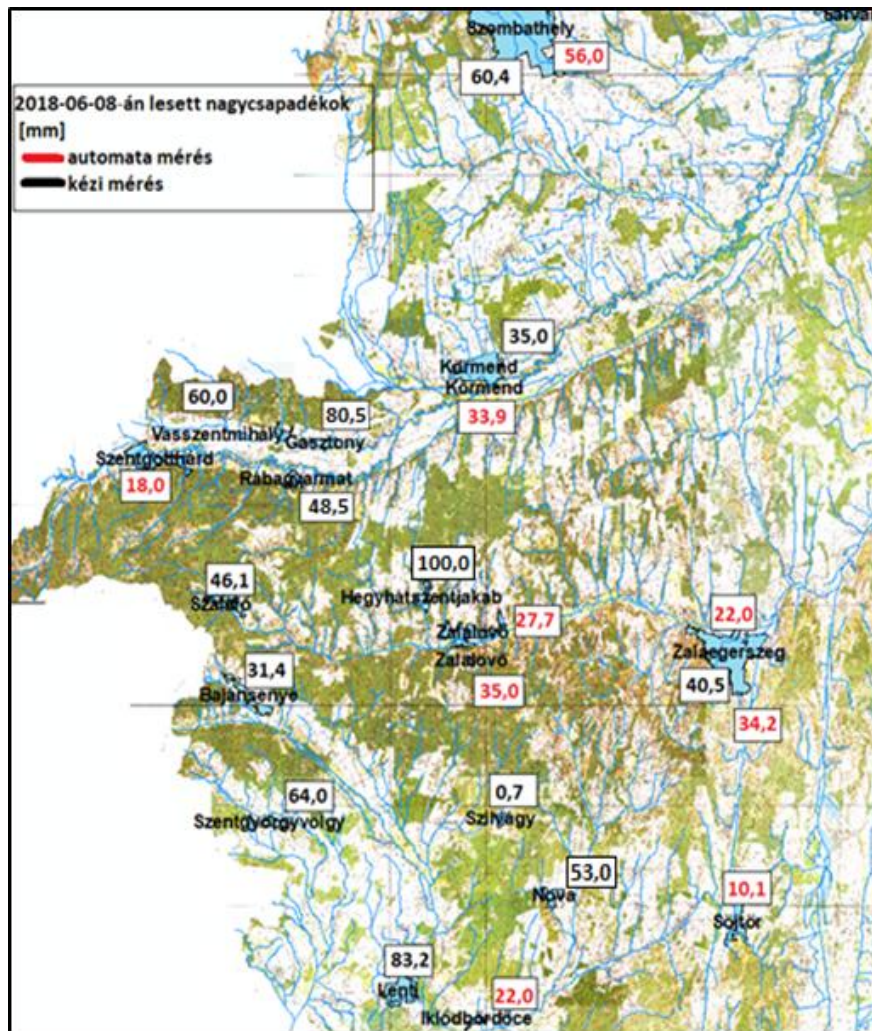 Szombathely
Sárvár
56,0
60,4
2018-06-08-án lesett nagycsapadékok
[mm]
automata mérés
kézi mérés
35,0
Körmend
Körmend
33,9
60,0
80,5
Vasszentmihály
Gasztony
Szentgotthárd
18,0
Rábagyarmat
48,5
100,0
46,1
Hegyhátszentjakab
Szalafő
27,7
22,0
Zalalövő
Zalaegerszeg
Zalalövő
31,4
Bajánsenye
35,0
40,5
34,2
64,0
0,7
Szentgyörgyvölgy
Szilvágy
53,0
10,1
Nova
Söjtör
83,2
Lenti
22,0
Iklódbördőce